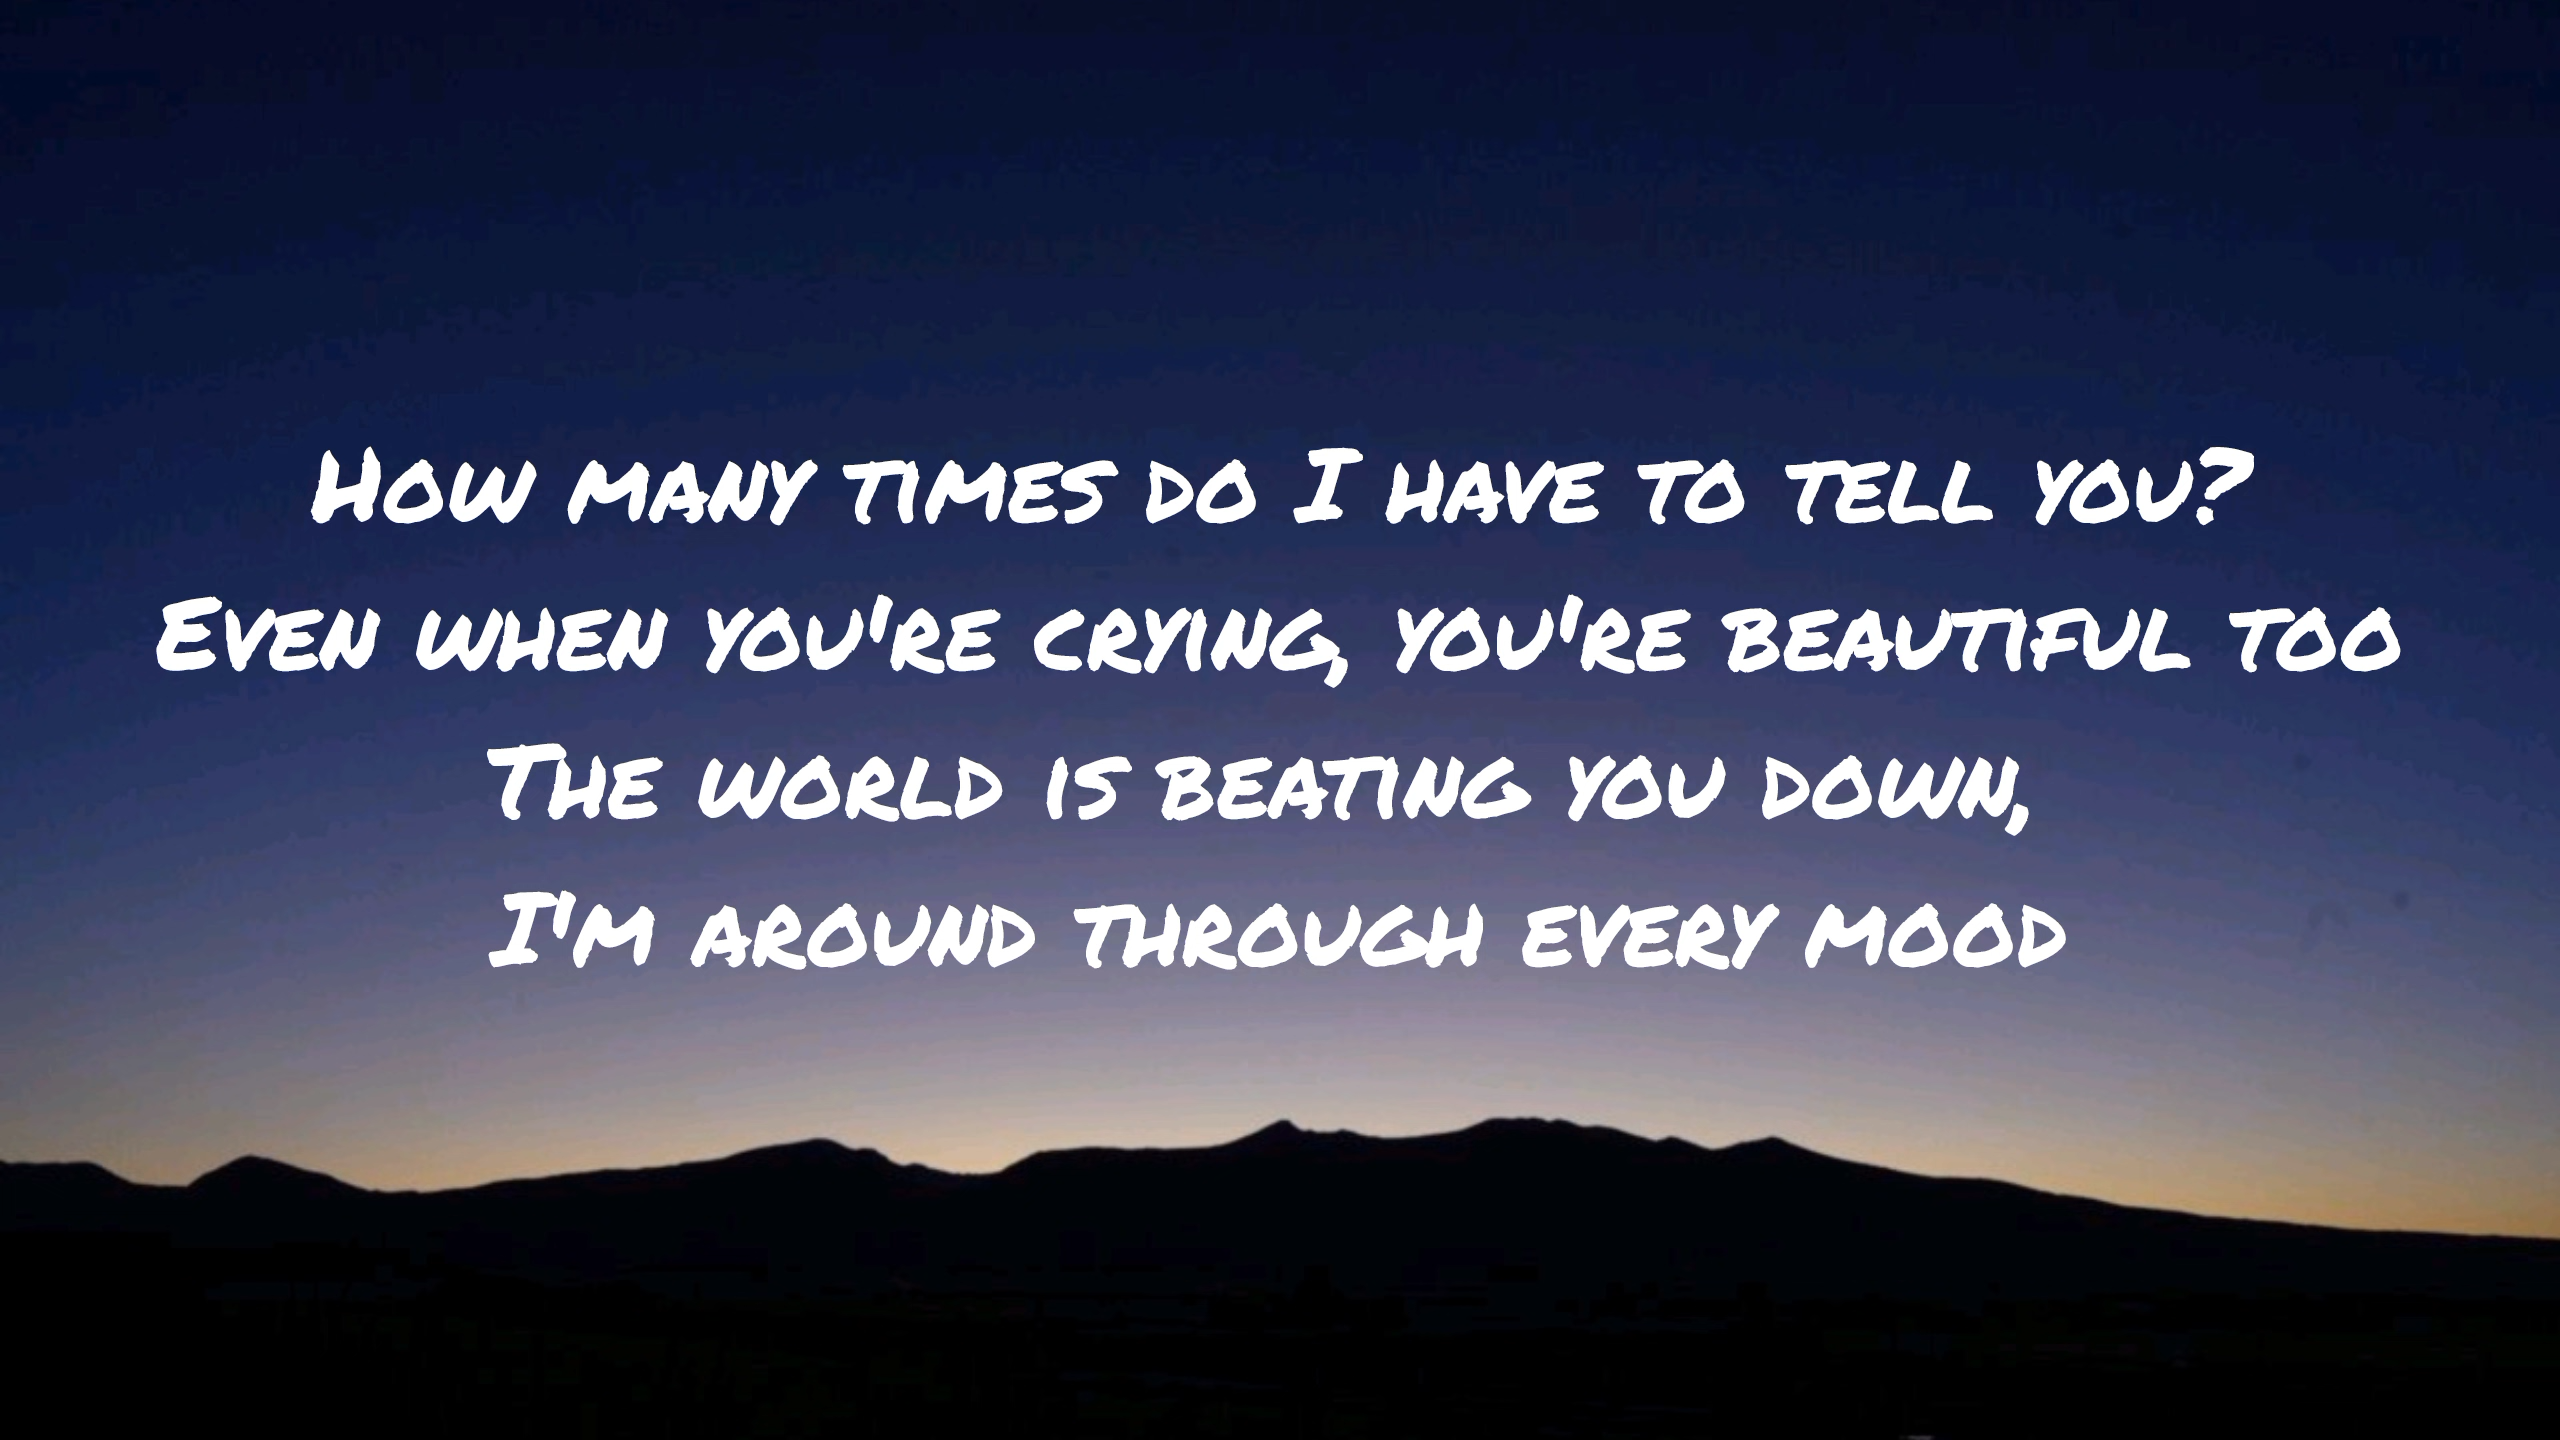 How many times do I have to tell you?
Even when you're crying, you're beautiful too
The world is beating you down,
I'm around through every mood